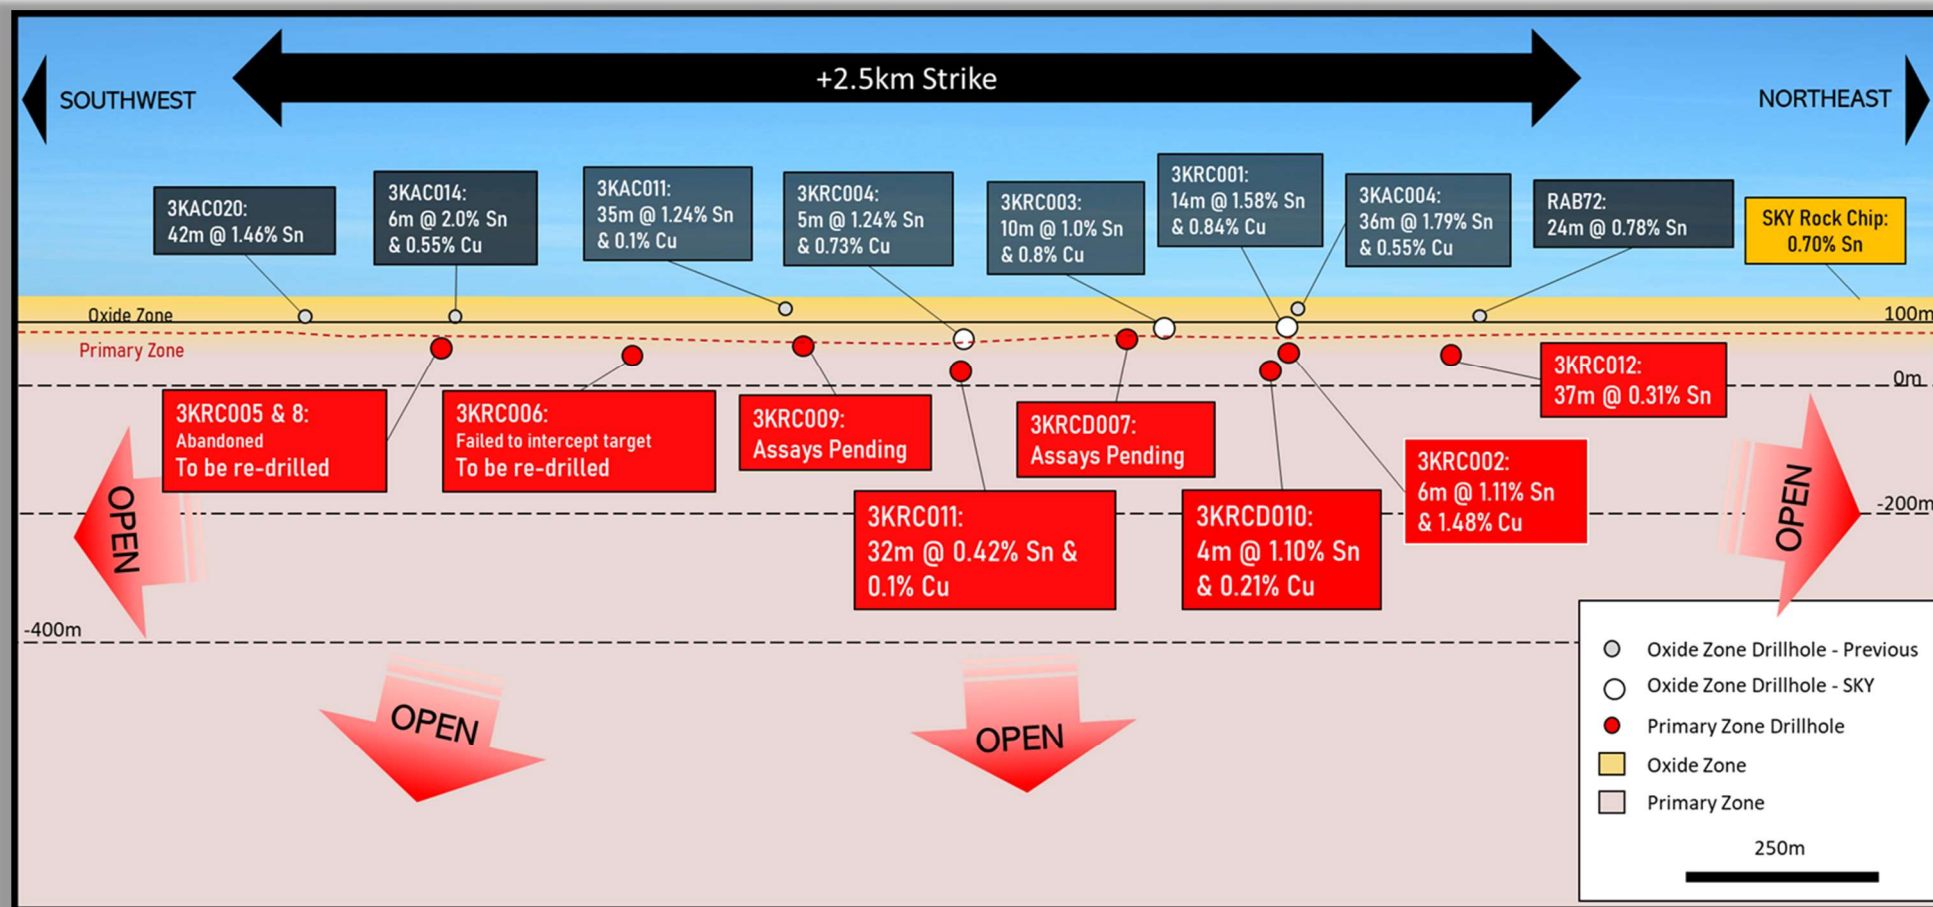 +2.5km Strike
SOUTHWEST
NORTHEAST
3KAC020:
42m @ 1.46% Sn
3KAC014:
6m @ 2.0% Sn
& 0.55% Cu
3KAC011:
35m @ 1.24% Sn
& 0.1% Cu
3KRC004:
5m @ 1.24% Sn
& 0.73% Cu
3KRC003:
10m @ 1.0% Sn
& 0.8% Cu
3KRC001:
14m @ 1.58% Sn
& 0.84% Cu
3KAC004:
36m @ 1.79% Sn
& 0.55% Cu
RAB72:
24m @ 0.78% Sn
SKY Rock Chip:
0.70% Sn
Oxide Zone
100m
Primary Zone
0m
3KRC005 & 8:
Abandoned
To be re-drilled
3KRC006:
Failed to intercept target
To be re-drilled
3KRC009:
Assays Pending
3KRC011:
32m @ 0.42% Sn &
0.1% Cu
3KRCD007:
Assays Pending
3KRCD010:
4m @ 1.10% Sn
& 0.21% Cu
3KRC002:
6m @ 1.11% Sn
& 1.48% Cu
3KRC012:
37m @ 0.31% Sn
OPEN
OPEN
-200m
-400m
OPEN
OPEN
Oxide Zone Drillhole - Previous
Oxide Zone Drillhole - SKY
Primary Zone Drillhole
Oxide Zone
Primary Zone
250m